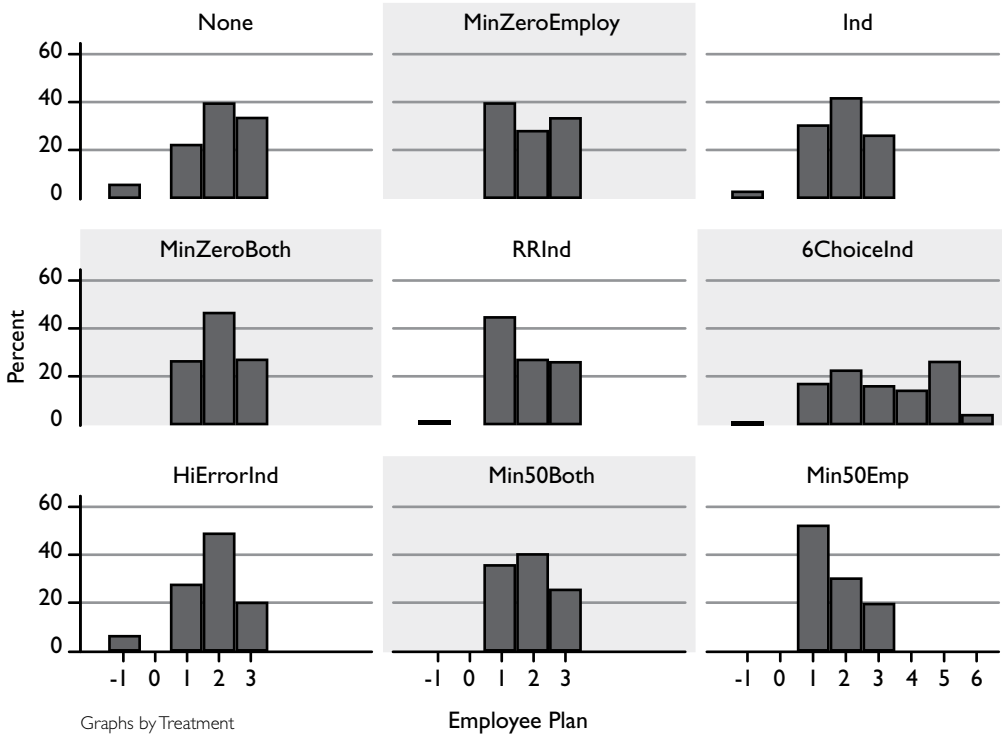 None MinZeroEmploy Ind
60
40
20
0
MinZeroBoth RRInd 6ChoiceInd
60
40
20
0
Percent
HiErrorInd Min50Both Min50Emp
60
40
20
0
-1 0 1 2 3 -1 0 1 2 3 -1 0 1 2 3 4 5 6
Graphs by Treatment
Employee Plan